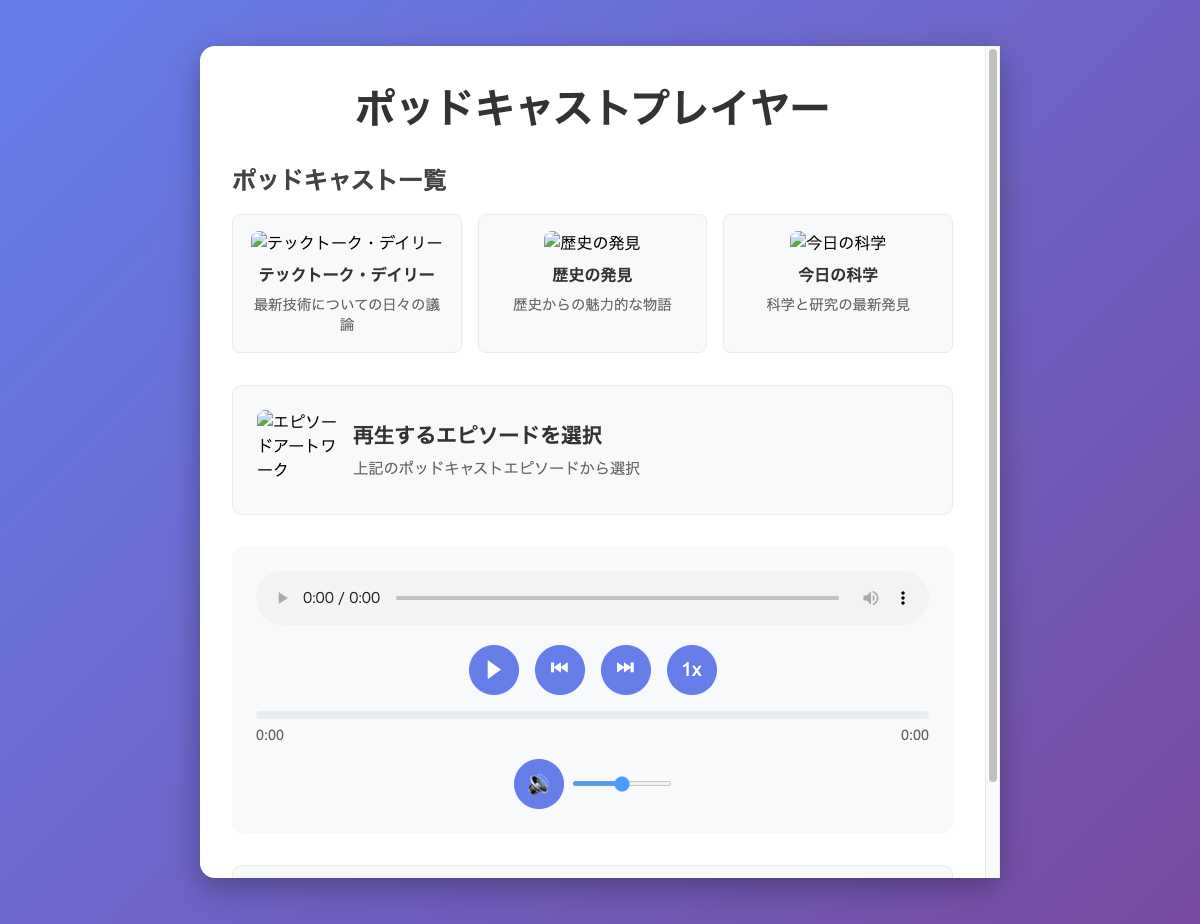 ポッドキャストプレイヤー
ポッドキャスト一覧
テックトーク・デイリー
テックトーク・デイリー
最新技術についての日々の議
論
歴史の発見
歴史の発見
歴史からの魅力的な物語
今日の科学
今日の科学
科学と研究の最新発見
エピソー
ドアートワ
ーク
再生するエピソードを選択
上記のポッドキャストエピソードから選択
0:00 / 0:00
1x
0:00
0:00